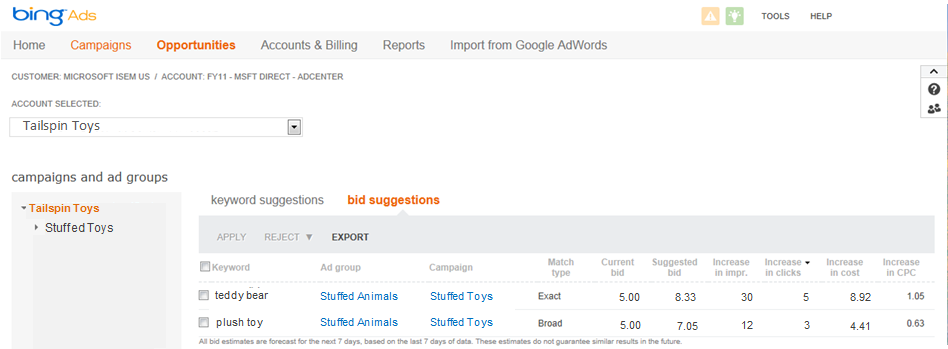 bing Ads
TOOLS HELP
Home Campaigns Opportunities Accounts & Billing Reports Import from Google AdWords
CUSTOMER: MICROSOFT ISEM US / ACCOUNT: FY11 - MSFT DIRECT - ADCENTER
ACCOUNT SELECTED:
Tailspin Toys
campaigns and ad groups
Tailspin Toys
Stuffed Toys
keyword suggestions bid suggestions
APPLY REJECT EXPORT
Keyword Ad group Campaign Match type Current bid Suggested bid Increase in impr. Increase in clicks Increase in cost Increase in CPC
teddy bear Stuffed Animals Stuffed Toys Exact 5.00 8.33 30 5 8.92 1.05
plush toy Stuffed Animals Stuffed Toys Broad 5.00 7.05 12 3 4.41 0.63
All bid estimates are forecast for the next 7 days, based on the last 7 days of data. These estimates do not guarantee similar results in the future.